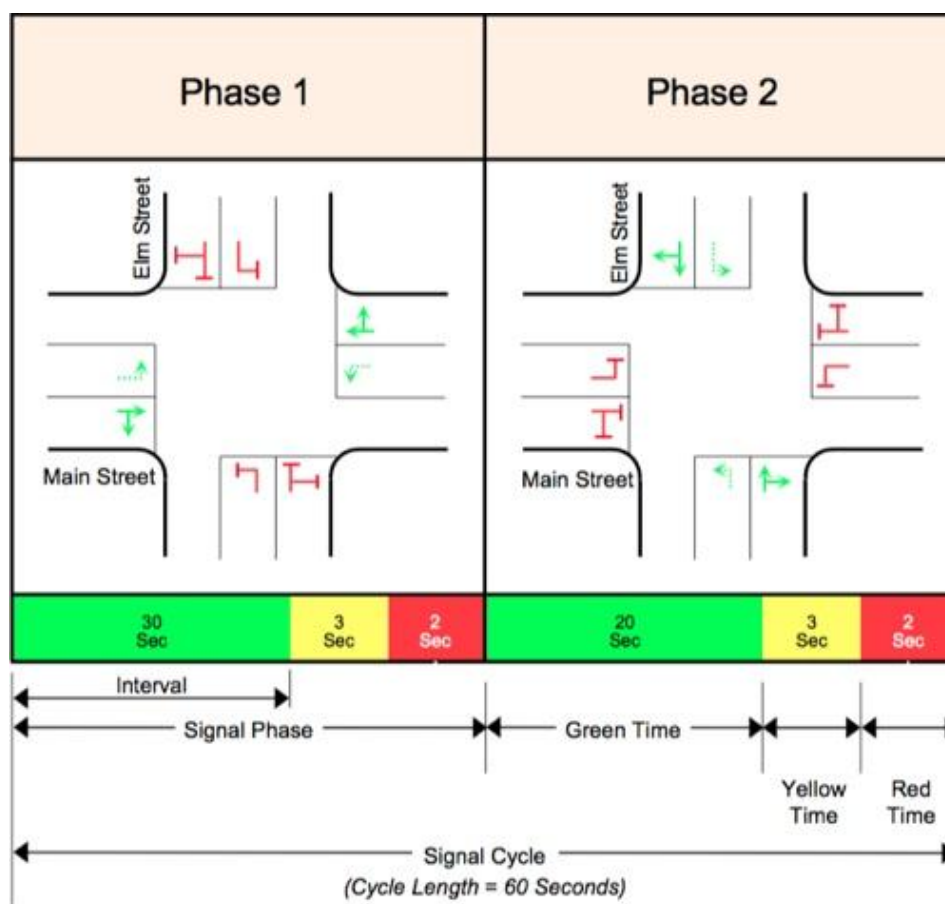 Phase 1
Phase 2
Elm Street
Elm Street
Main Street
Main Street
30
Sec
3
Sec
2
Sec
20
Sec
3
Sec
2
Sec
Interval
Signal Phase
Green Time
Yellow
Time
Red
Time
Signal Cycle
(Cycle Length = 60 Seconds)